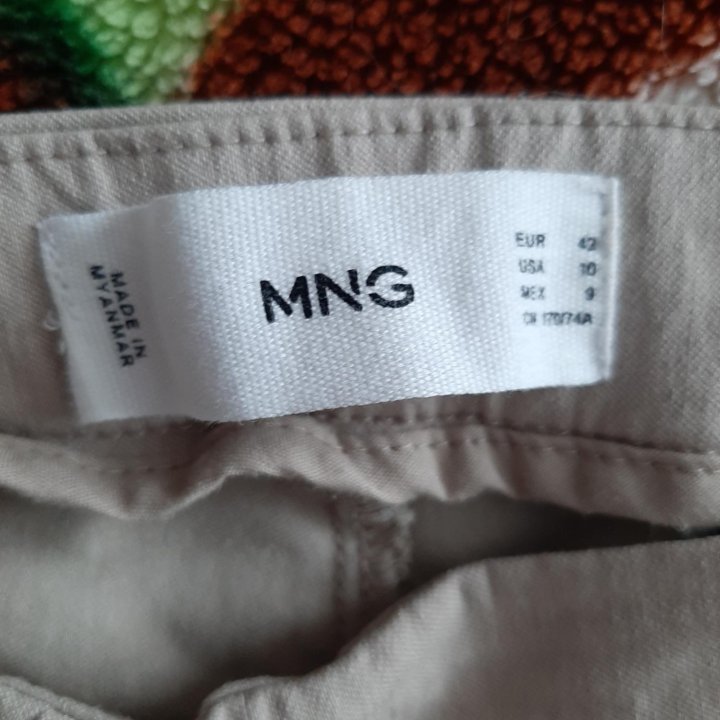 MADE IN
MYANMAR
MNG
EUR 42
USA 10
MEX 9
CN 170/74A